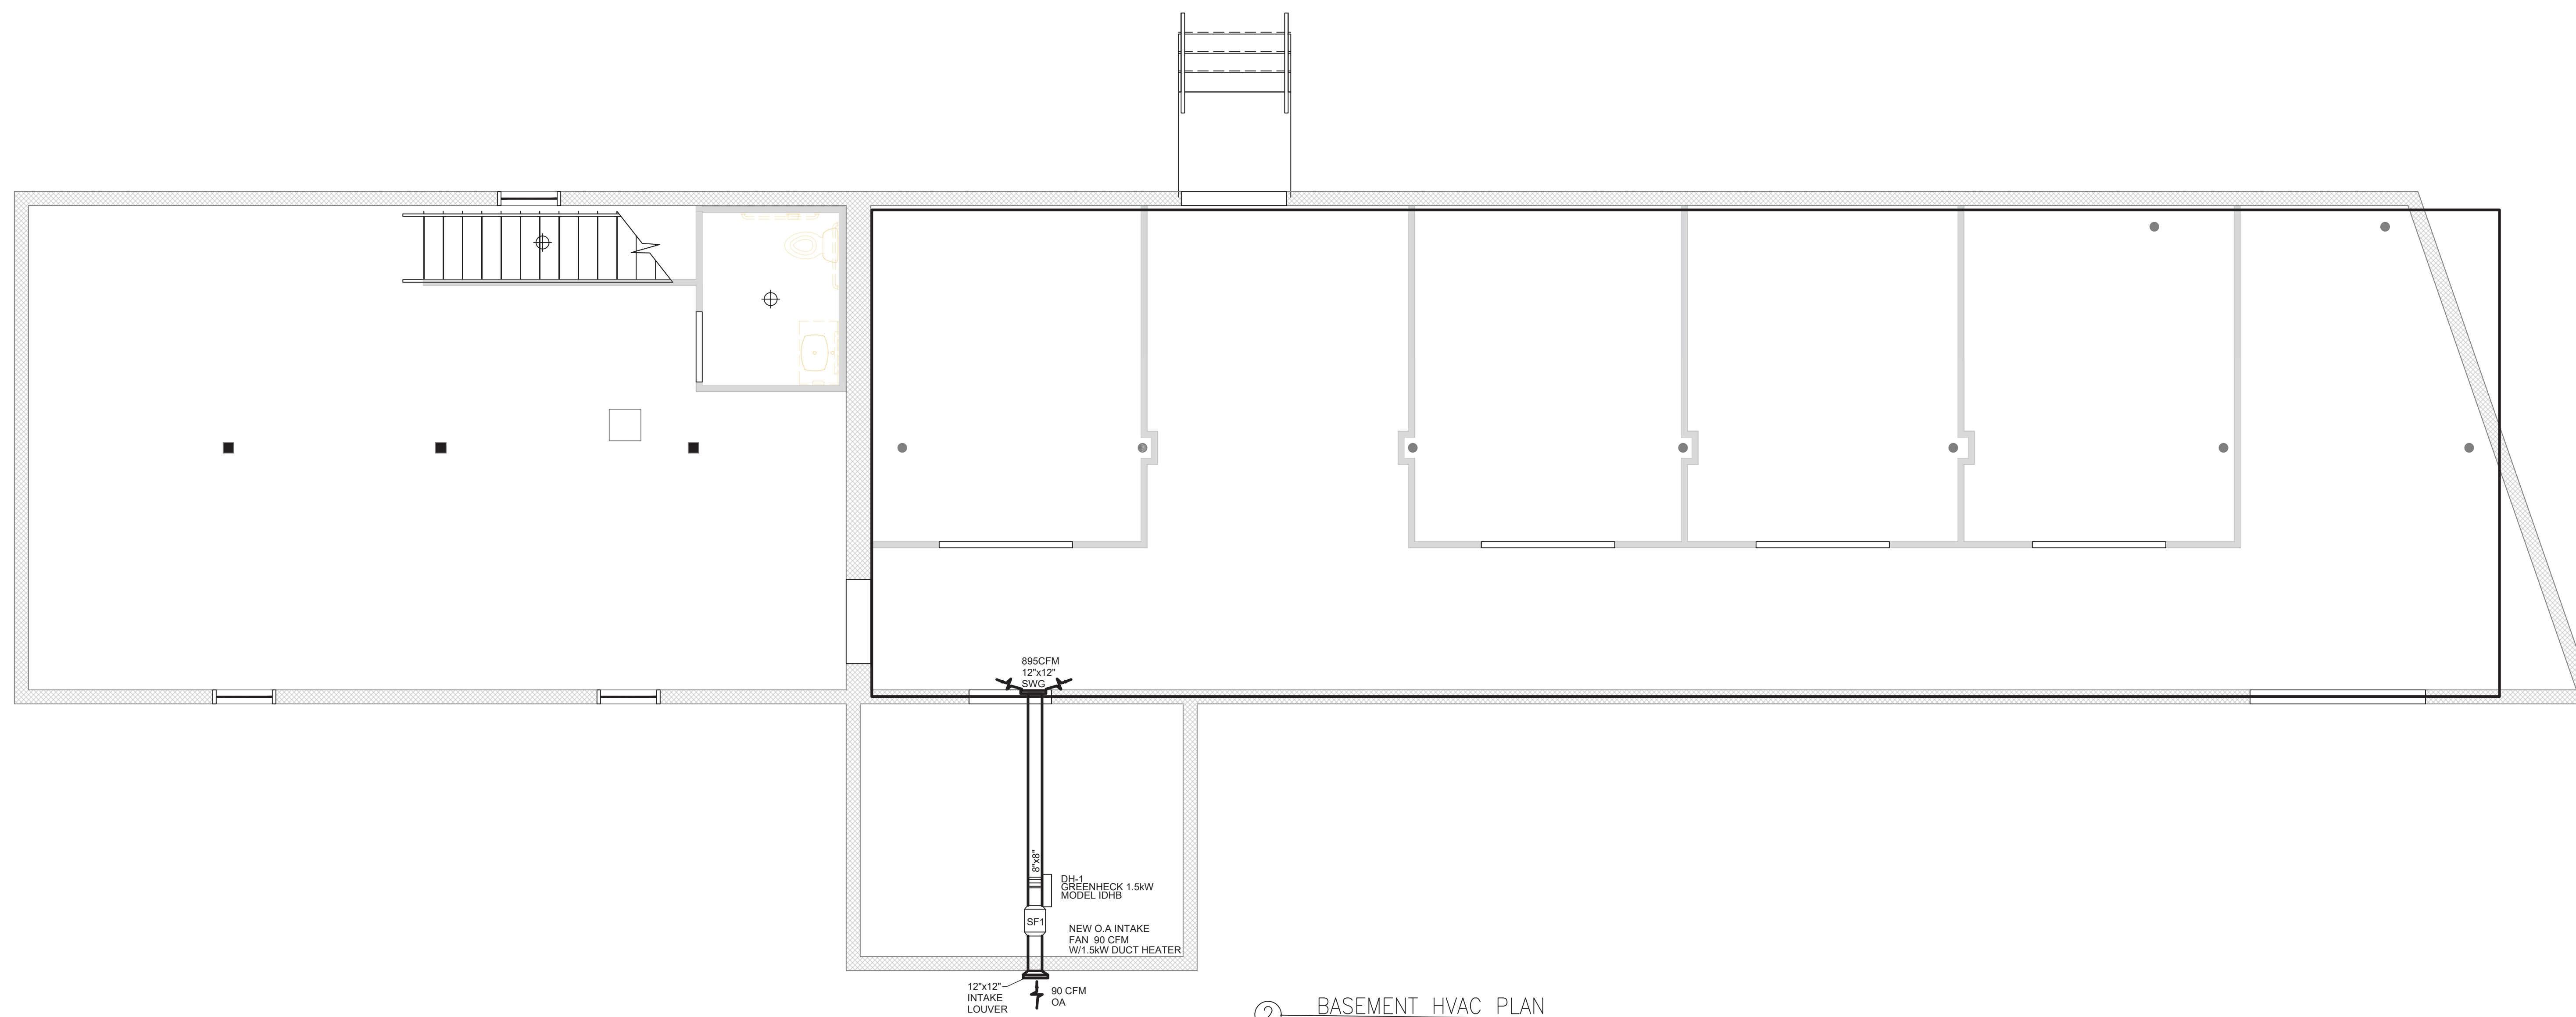 895CFM
12"x12"
SWG
8"x8"
DH-1
GREENHECK 1.5kW
MODEL IDHB
SF1
NEW O.A INTAKE
FAN 90 CFM
W/1.5kW DUCT HEATER
12"x12"
INTAKE
LOUVER
90 CFM
OA
2
BASEMENT HVAC PLAN